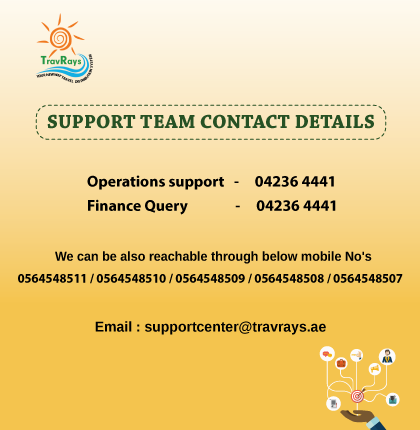 TravRays
SUPPORT TEAM CONTACT DETAILS
Operations support - 04236 4441
Finance Query - 04236 4441
We can be also reachable through below mobile No's
0564548511 / 0564548510 / 0564548509 / 0564548508 / 0564548507
Email : supportcenter@travrays.ae